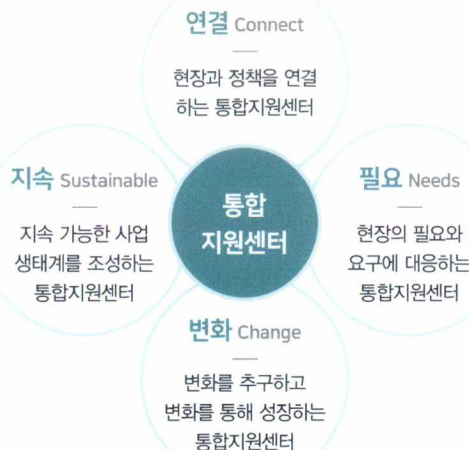 연결 Connect
현장과 정책을 연결
하는 통합지원센터
지속 Sustainable
지속 가능한 사업
생태계를 조성하는
통합지원센터
통합
지원센터
필요 Needs
현장의 필요와
요구에 대응하는
통합지원센터
변화 Change
변화를 추구하고
변화를 통해 성장하는
통합지원센터